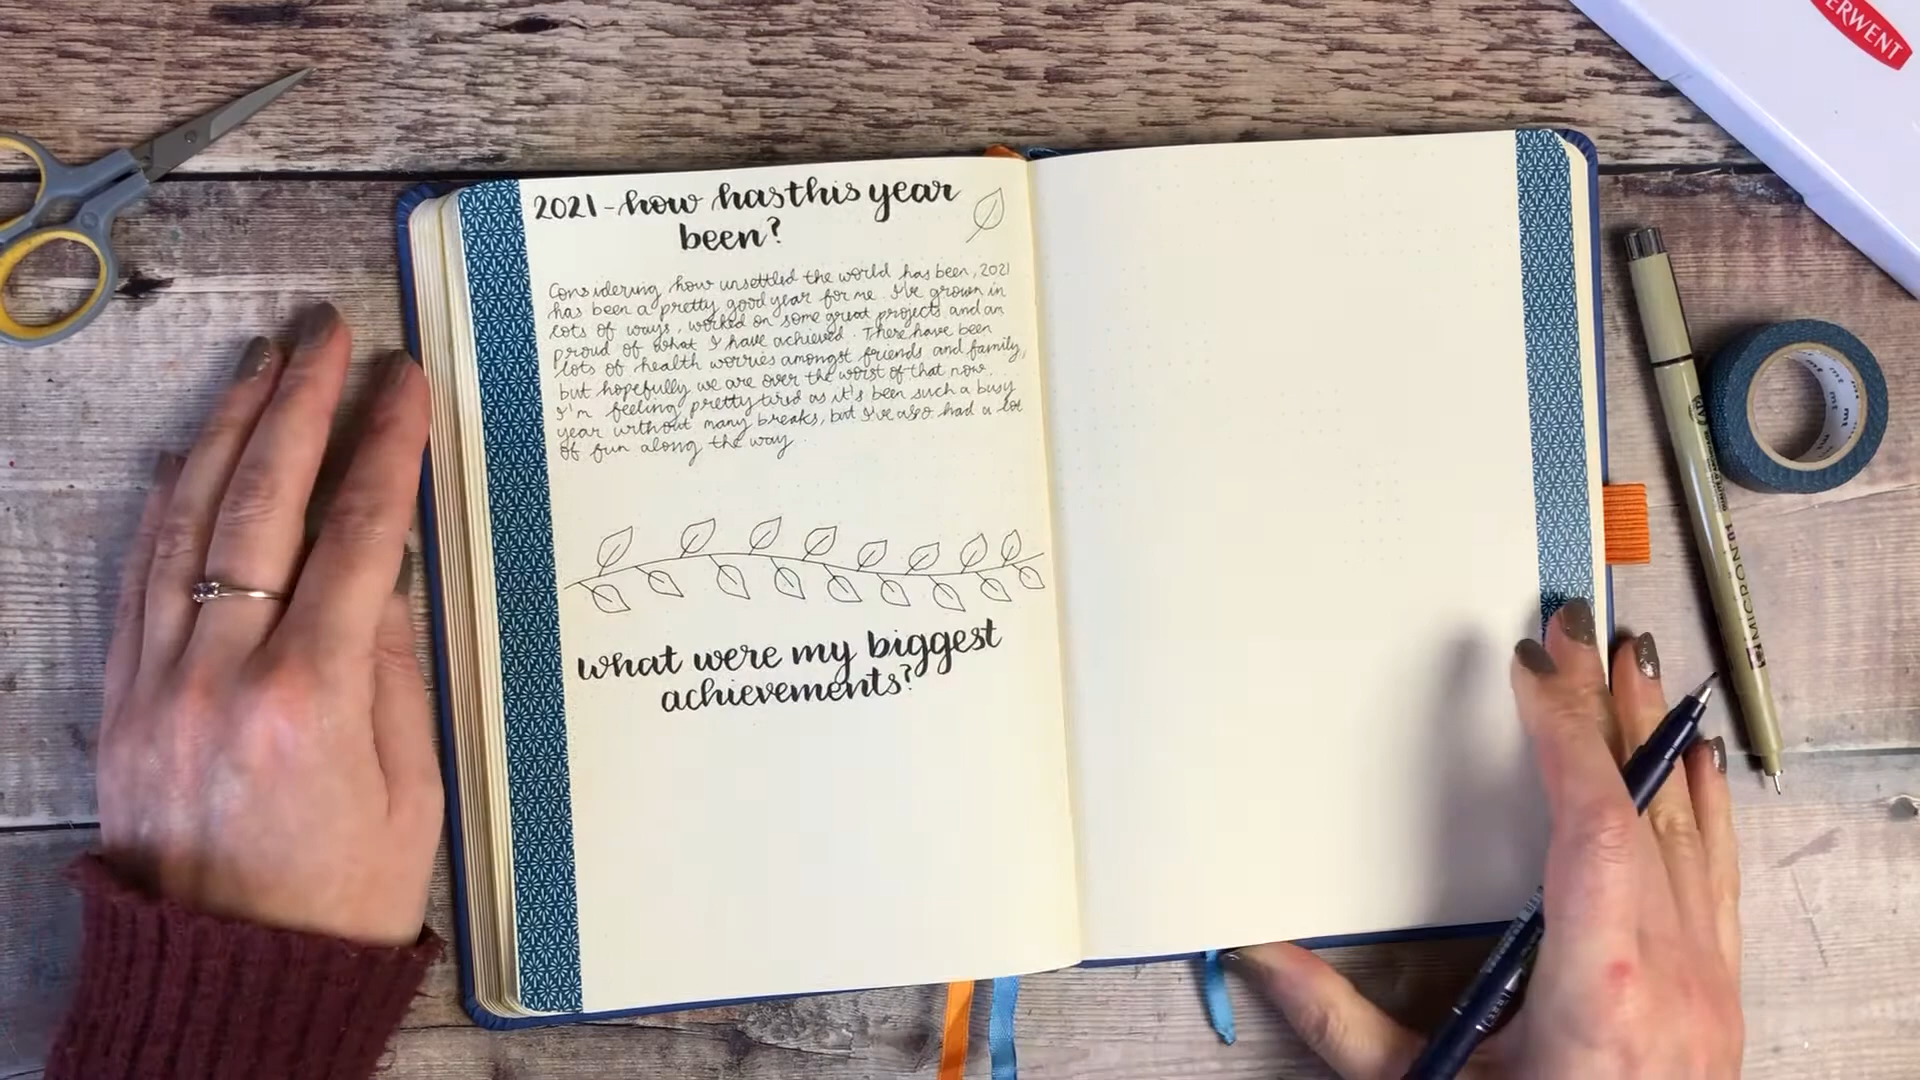 2021 - how has this year
been?
Considering how unsettled the world has been, 2021
has been a pretty good year for me. I've grown in
lots of ways, worked on some great projects and am
proud of what I have achieved. There have been
lots of health worries amongst friends and family,
but hopefully we are over the worst of that now.
I'm feeling pretty tired as it's been such a busy
year without many breaks, but I've also had a lot
of fun along the way.
what were my biggest
achievements?
ERWENT
MICRON 01
mt
mt